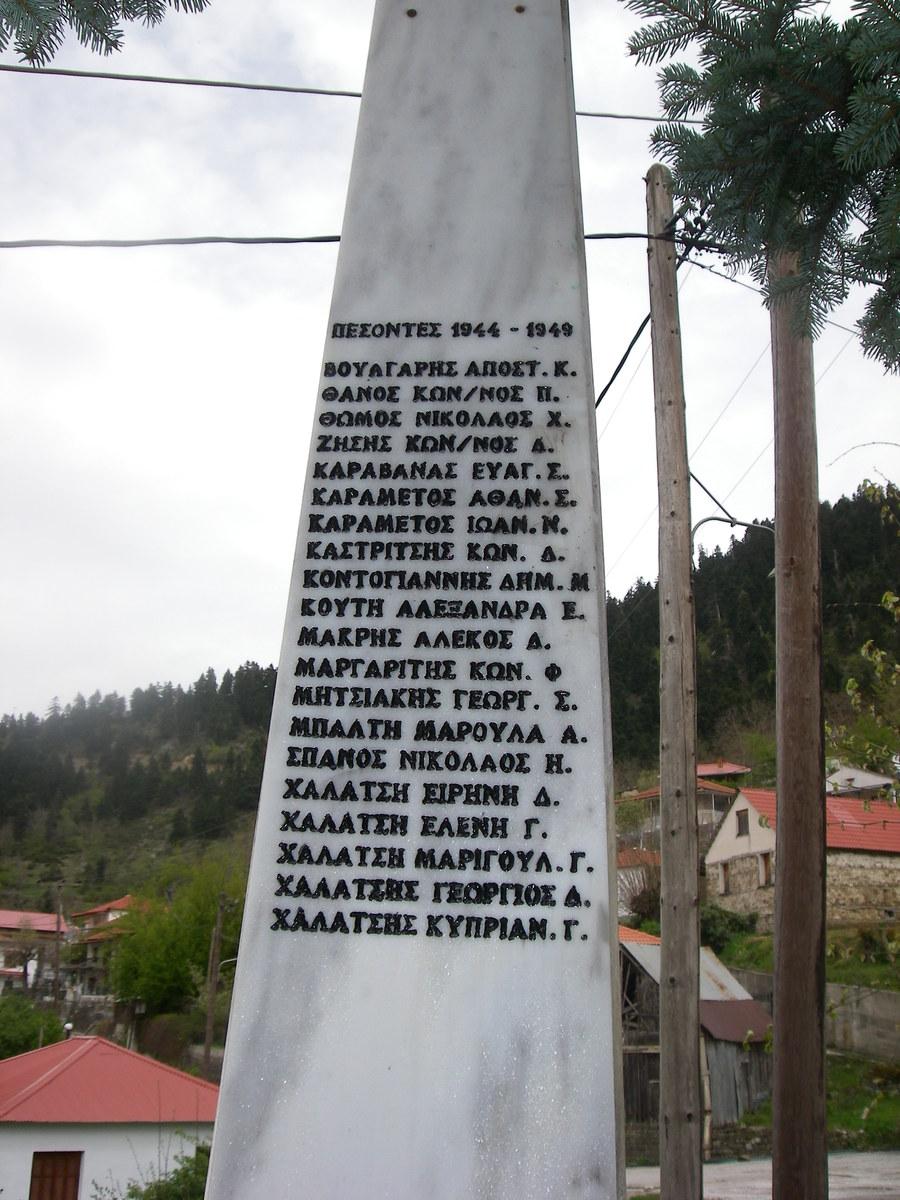 ΠΕΣΟΝΤΕΣ 1944 - 1949
ΒΟΥΛΓΑΡΗΣ ΑΠΟΣΤ. Κ.
ΘΑΝΟΣ ΚΩΝ/ΝΟΣ Π.
ΘΩΜΟΣ ΝΙΚΟΛΑΟΣ Χ.
ΖΗΣΗΣ ΚΩΝ/ΝΟΣ Δ.
ΚΑΡΑΒΑΝΑΣ ΕΥΑΓ. Σ.
ΚΑΡΑΜΕΤΟΣ ΑΘΑΝ. Σ.
ΚΑΡΑΜΕΤΟΣ ΙΩΑΝ. Ν.
ΚΑΣΤΡΙΤΣΗΣ ΚΩΝ. Δ.
ΚΟΝΤΟΓΙΑΝΝΗΣ ΔΗΜ. Μ
ΚΟΥΤΗ ΑΛΕΞΑΝΔΡΑ Ε.
ΜΑΚΡΗΣ ΑΛΕΚΟΣ Δ.
ΜΑΡΓΑΡΙΤΗΣ ΚΩΝ. Φ
ΜΗΤΣΙΑΚΗΣ ΓΕΩΡΓ. Σ.
ΜΠΑΛΤΗ ΜΑΡΟΥΛΑ Α.
ΣΠΑΝΟΣ ΝΙΚΟΛΑΟΣ Η.
ΧΑΛΑΤΣΗ ΕΙΡΗΝΗ Δ.
ΧΑΛΑΤΣΗ ΕΛΕΝΗ Γ.
ΧΑΛΑΤΣΗ ΜΑΡΙΓΟΥΛ. Γ.
ΧΑΛΑΤΣΗΣ ΓΕΩΡΓΙΟΣ Δ.
ΧΑΛΑΤΣΗΣ ΚΥΠΡΙΑΝ. Γ.